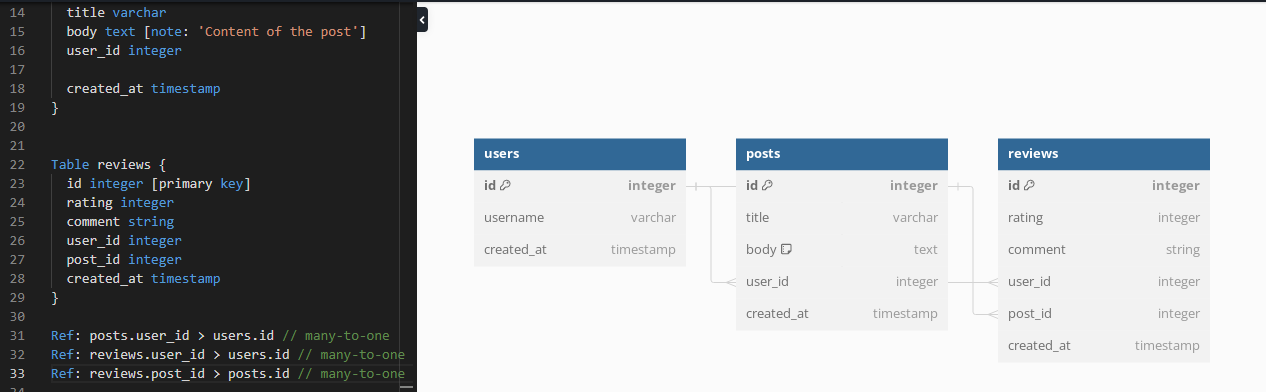 14 title varchar
15 body text [note: 'Content of the post']
16 user_id integer
17
18 created_at timestamp
19 }
20
21
22 Table reviews {
23 id integer [primary key]
24 rating integer
25 comment string
26 user_id integer
27 post_id integer
28 created_at timestamp
29 }
30
31 Ref: posts.user_id > users.id // many-to-one
32 Ref: reviews.user_id > users.id // many-to-one
33 Ref: reviews.post_id > posts.id // many-to-one
users
id integer
username varchar
created_at timestamp
posts
id integer
title varchar
body text
user_id integer
created_at timestamp
reviews
id integer
rating integer
comment string
user_id integer
post_id integer
created_at timestamp